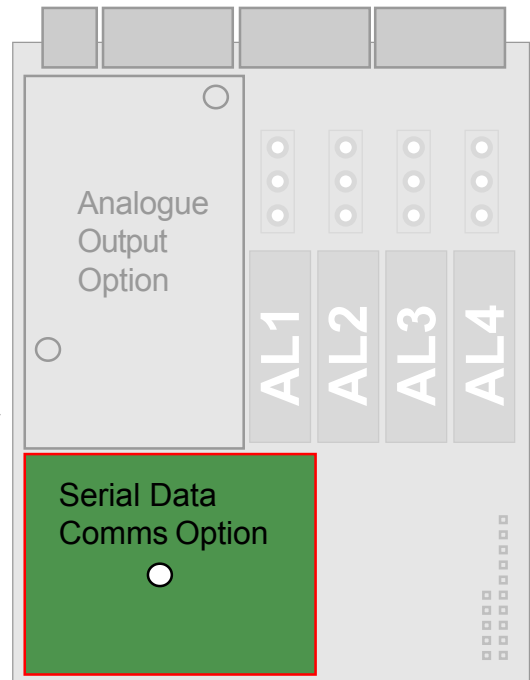 Analogue
Output
Option
AL1
AL2
AL3
AL4
Serial Data
Comms Option